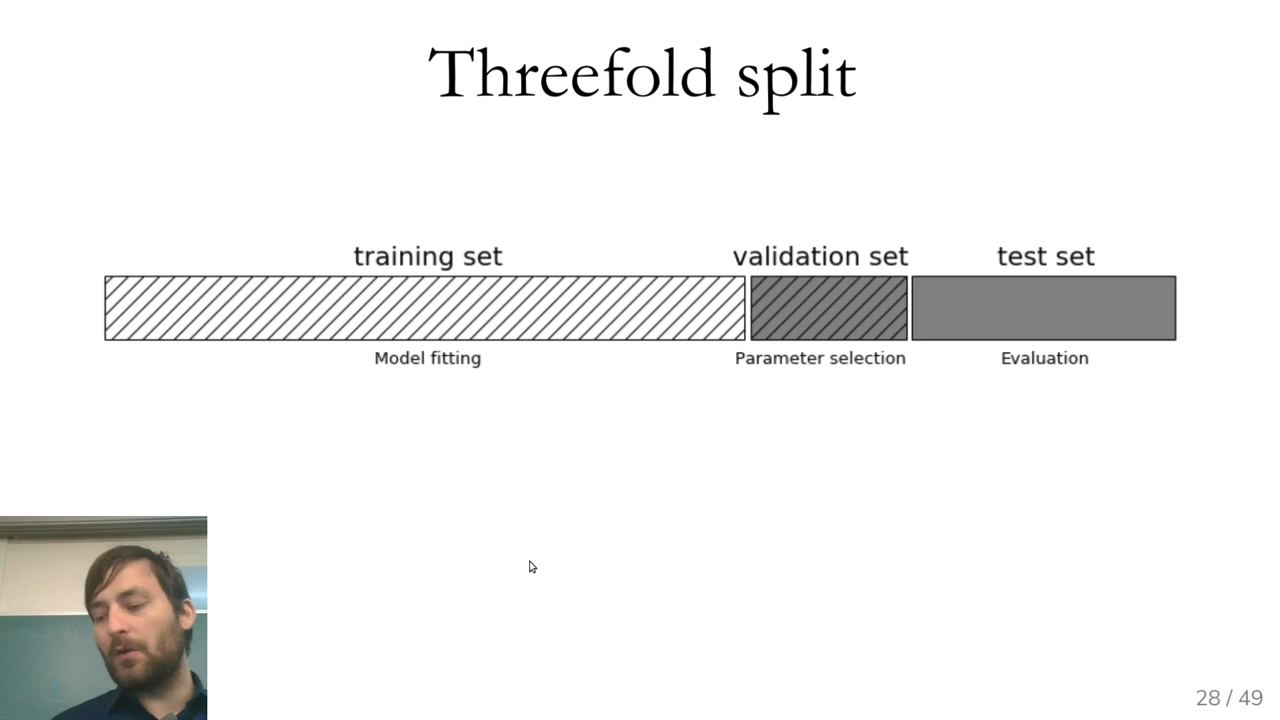 Threefold split
training set
validation set
test set
Model fitting
Parameter selection
Evaluation
28 / 49